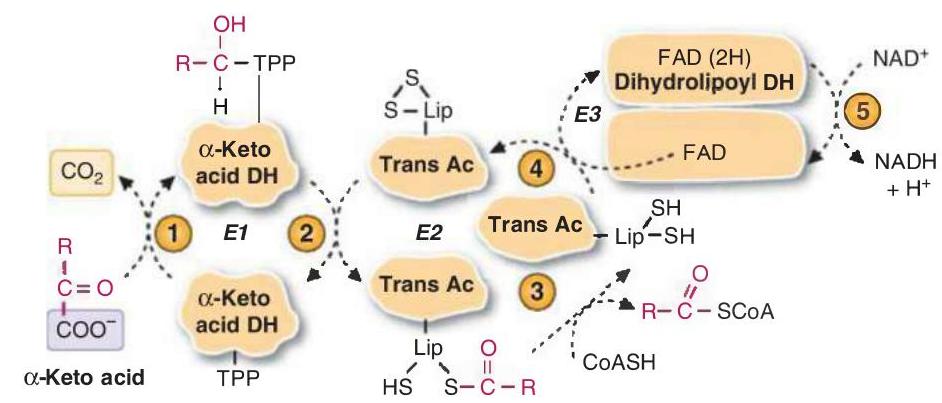 OH
R–C–TPP
H
α-Keto
acid DH
CO₂
1
E1
R
C=O
COO⁻
α-Keto acid
α-Keto
acid DH
TPP
2
S
S–Lip
Trans Ac
E2
Trans Ac
Lip
HS
S–C–R
O
4
Trans Ac
Lip–SH
SH
3
CoASH
O
R–C–SCoA
E3
FAD (2H)
Dihydrolipoyl DH
FAD
NAD⁺
5
NADH
+ H⁺